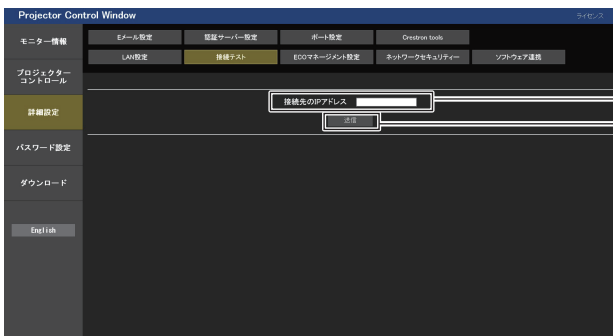 Projector Control Window
ライセンス
モニター情報
Eメール設定
認証サーバー設定
ポート設定
Crestron tools
LAN設定
接続テスト
ECOマネージメント設定
ネットワークセキュリティー
ソフトウェア連携
プロジェクター
コントロール
接続先のIPアドレス
送信
詳細設定
パスワード設定
ダウンロード
English